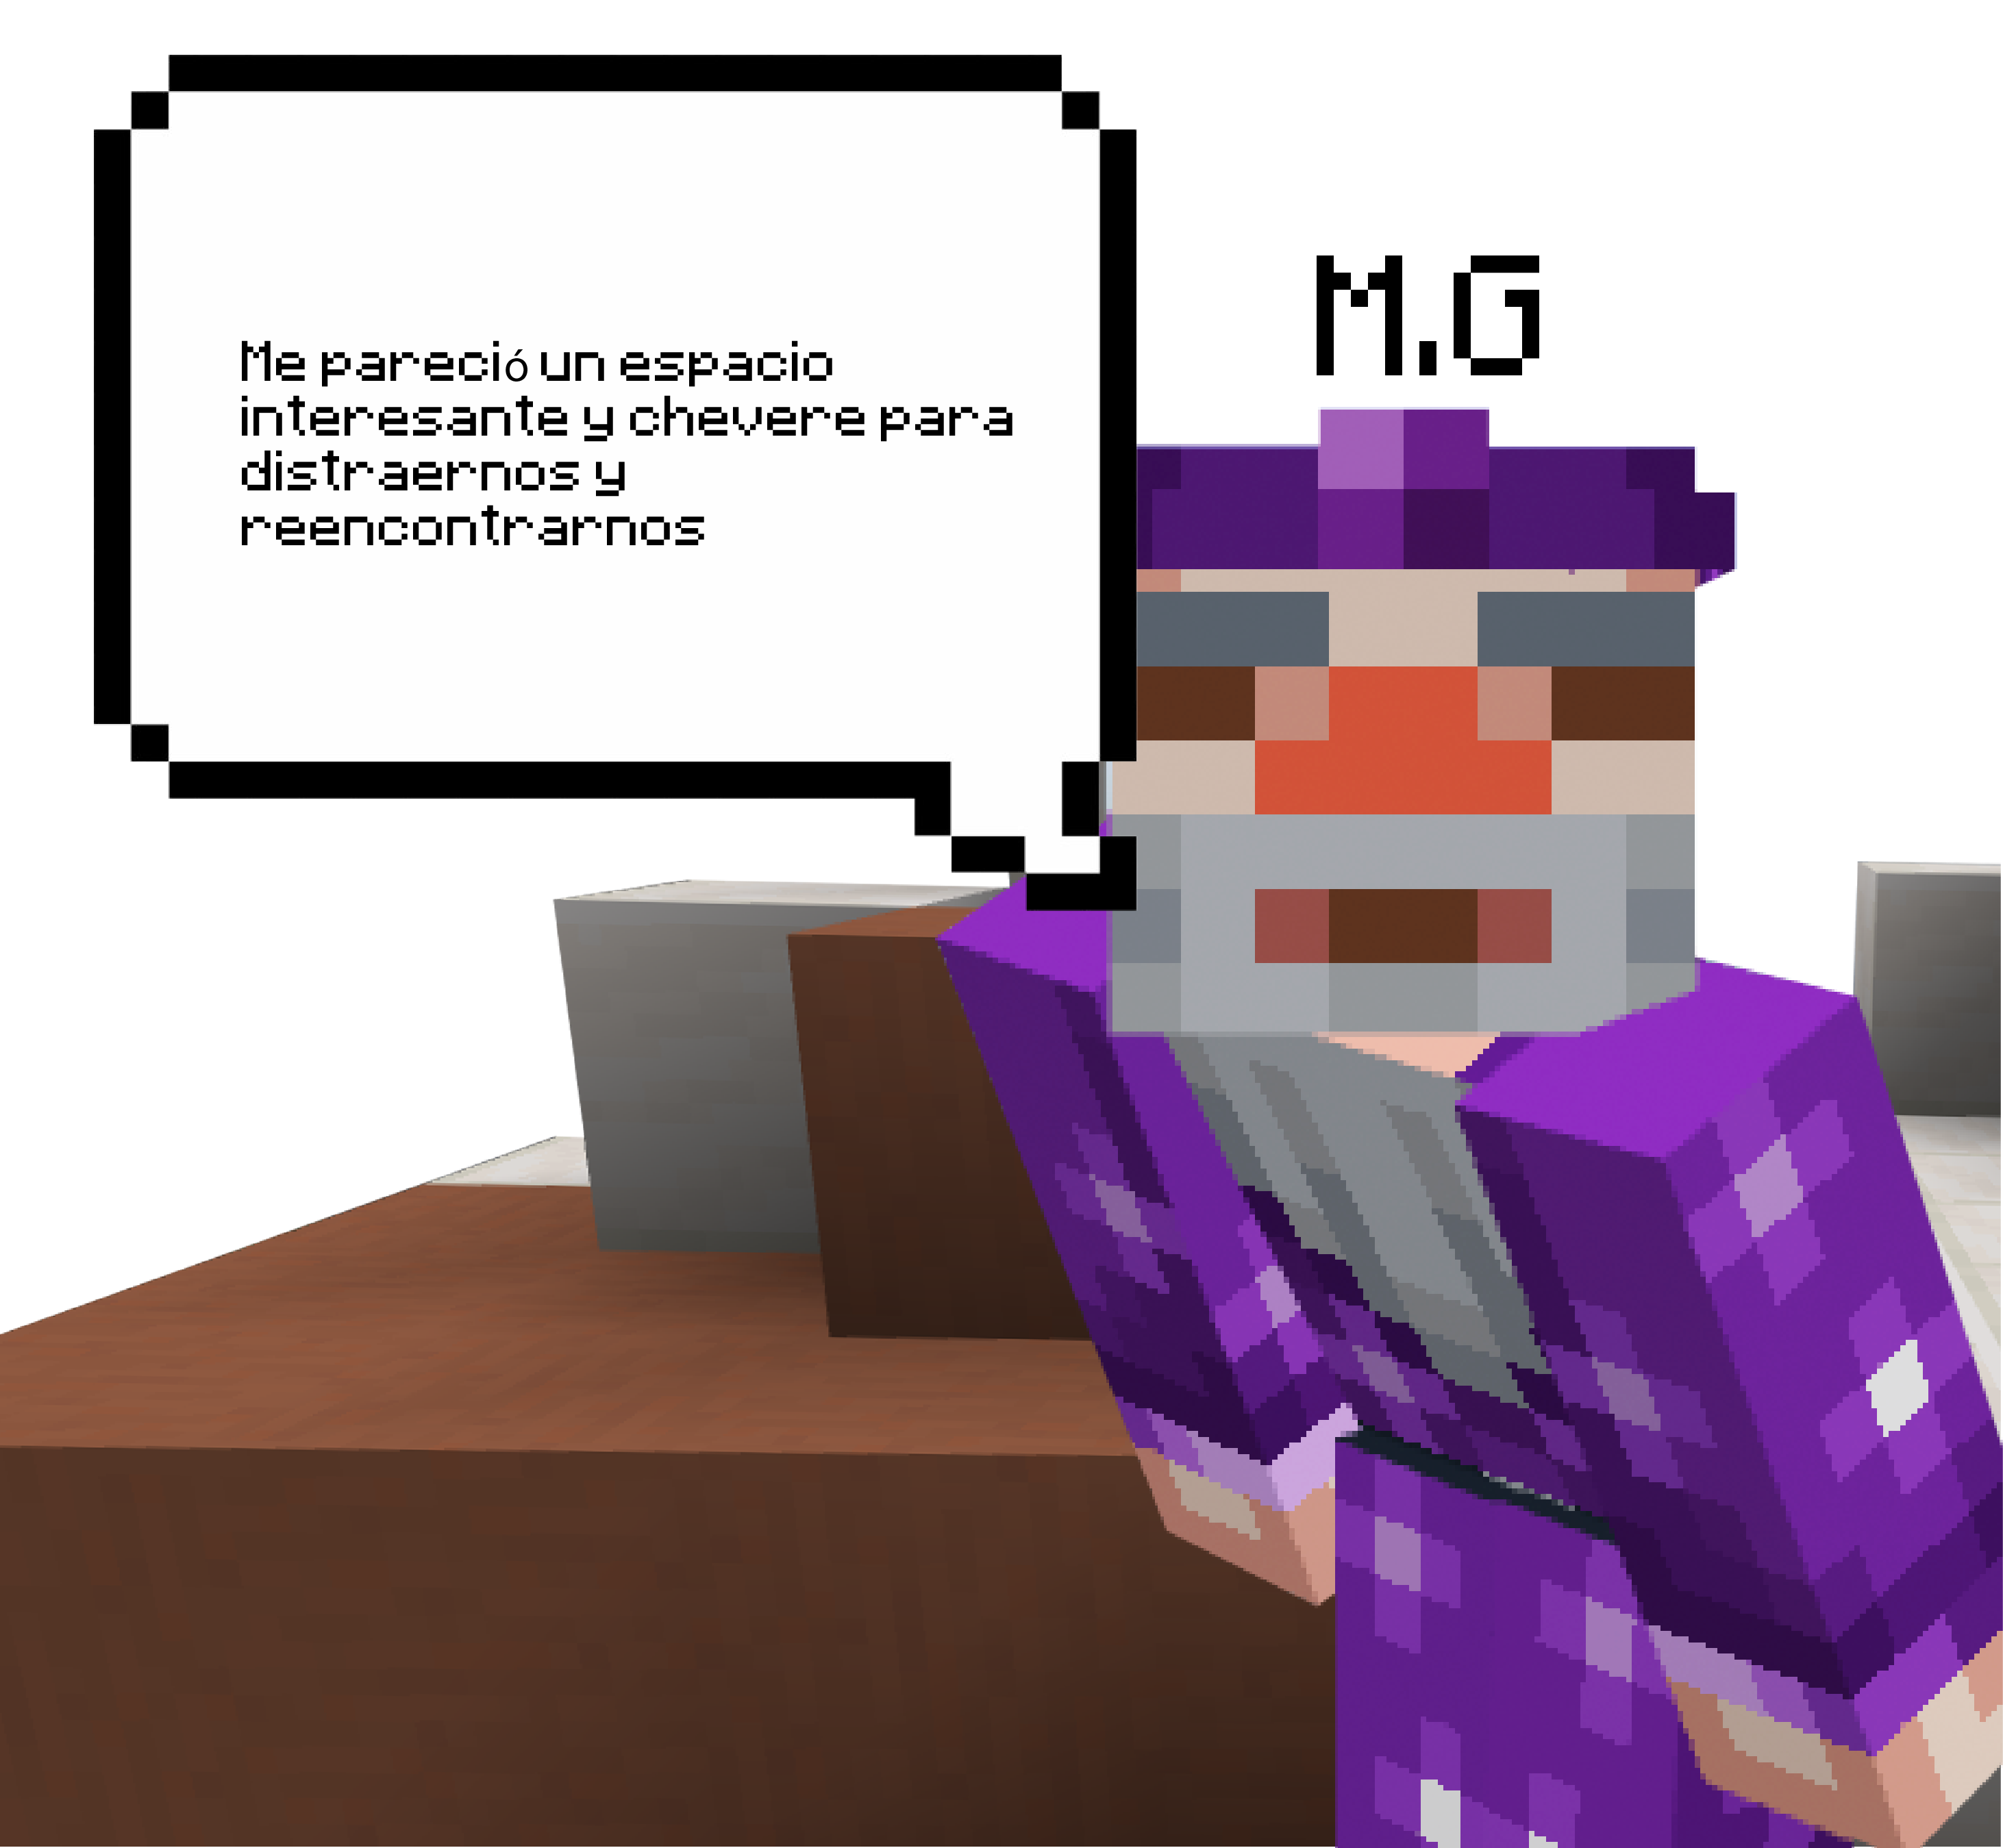 Me pareció un espacio
interesante y chevere para
distraernos y
reencontrarnos
M.G